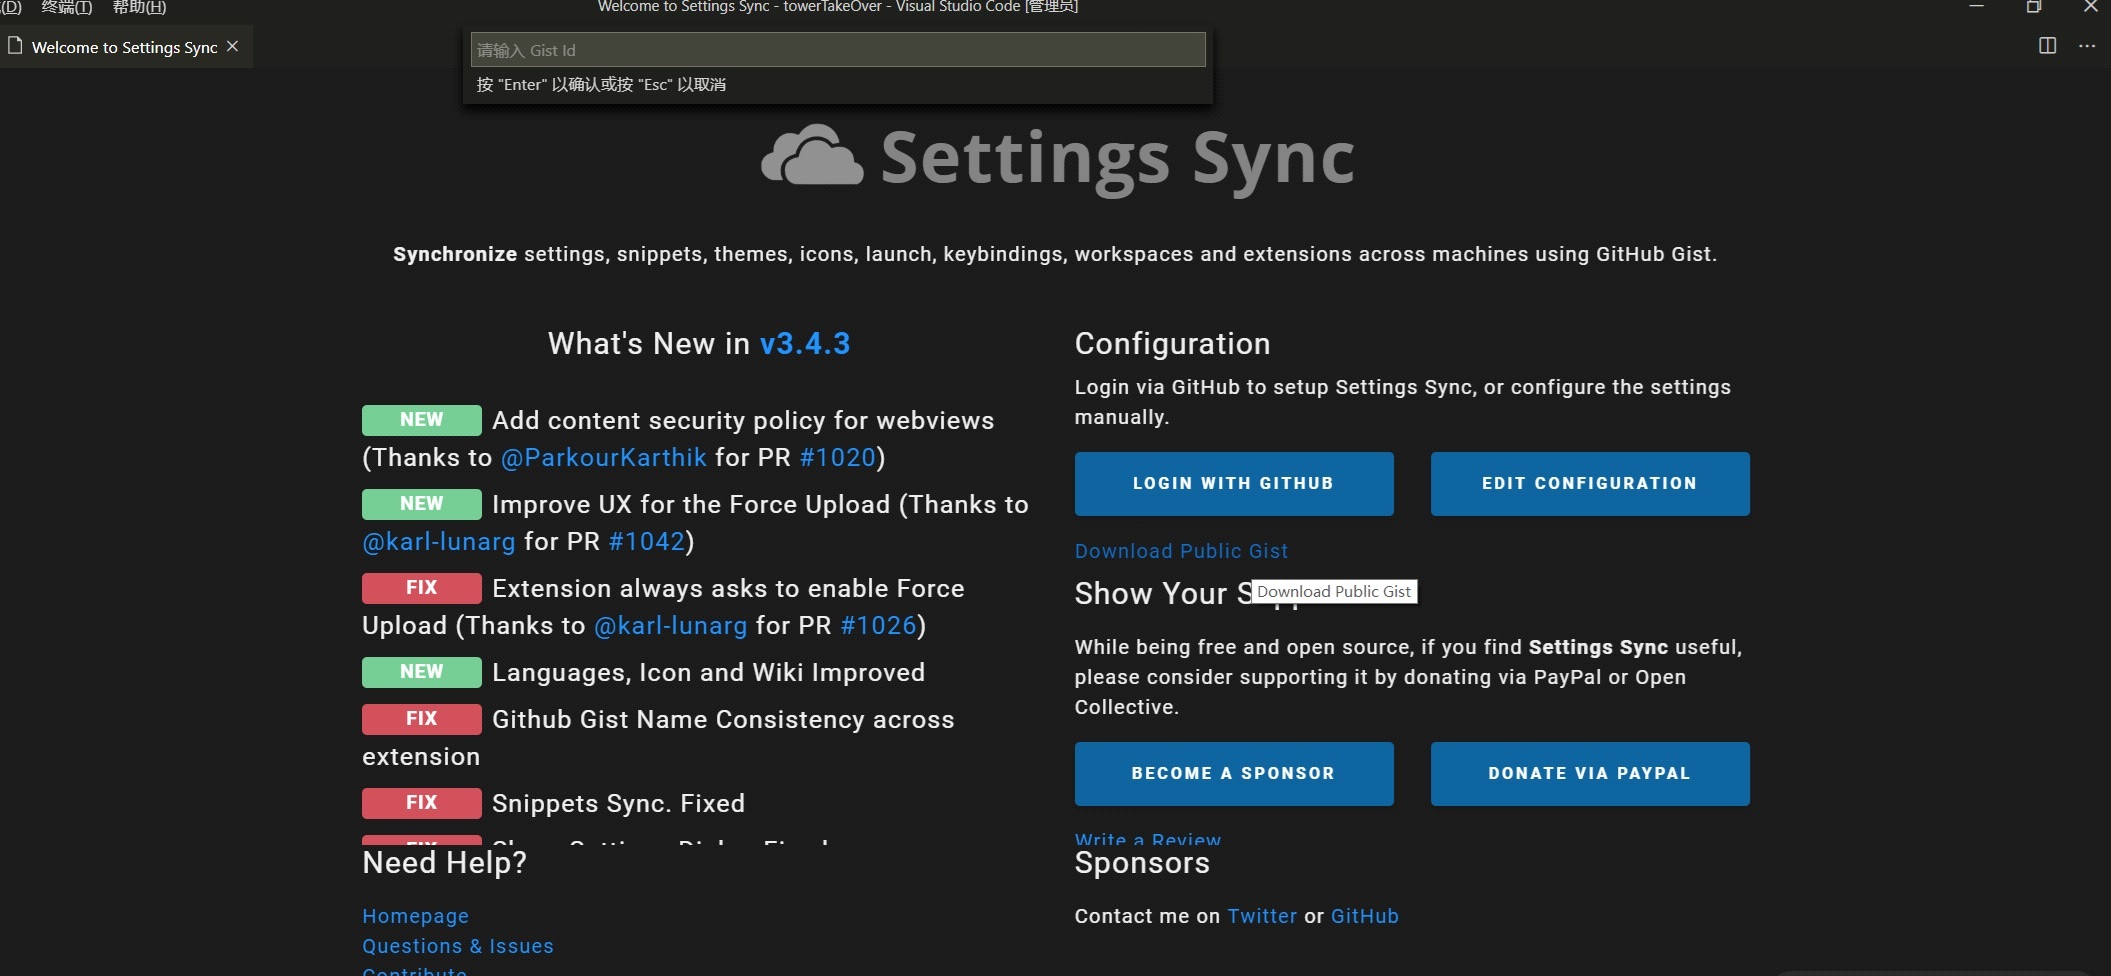 (D) 终端(T) 帮助(H)
Welcome to Settings Sync - towerTakeOver - Visual Studio Code [管理员]
Welcome to Settings Sync
请输入 Gist Id
按 "Enter" 以确认或按 "Esc" 以取消
Settings Sync
Synchronize settings, snippets, themes, icons, launch, keybindings, workspaces and extensions across machines using GitHub Gist.
What's New in v3.4.3
NEW Add content security policy for webviews
(Thanks to @ParkourKarthik for PR #1020)
NEW Improve UX for the Force Upload (Thanks to
@karl-lunarg for PR #1042)
FIX Extension always asks to enable Force
Upload (Thanks to @karl-lunarg for PR #1026)
NEW Languages, Icon and Wiki Improved
FIX Github Gist Name Consistency across
extension
FIX Snippets Sync. Fixed
Need Help?
Homepage
Questions & Issues
Contribute
Configuration
Login via GitHub to setup Settings Sync, or configure the settings
manually.
LOGIN WITH GITHUB
EDIT CONFIGURATION
Download Public Gist
Show Your
Download Public Gist
While being free and open source, if you find Settings Sync useful,
please consider supporting it by donating via PayPal or Open
Collective.
BECOME A SPONSOR
DONATE VIA PAYPAL
Write a Review
Sponsors
Contact me on Twitter or GitHub